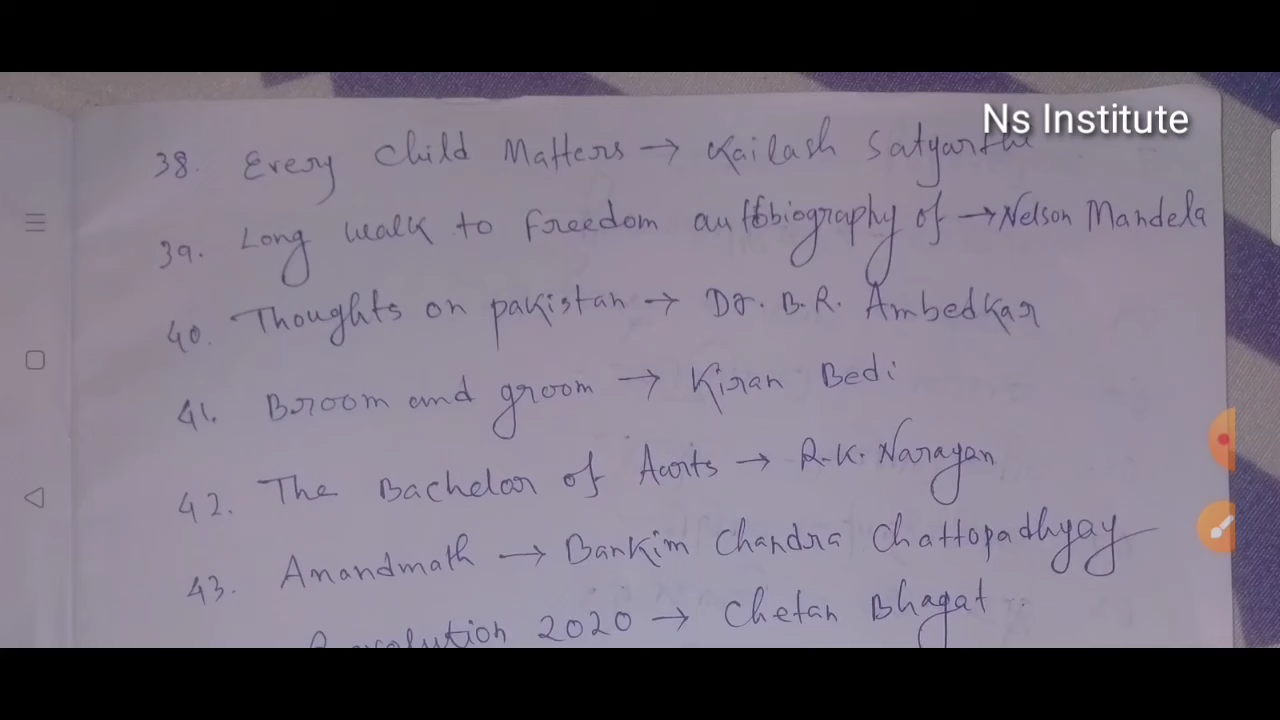 Ns Institute
38. Every child Matters → Kailash Satyarthi
39. Long walk to freedom autobiography of → Nelson Mandela
40. Thoughts on pakistan → Dr. B.R. Ambedkar
41. Broom and groom → Kiran Bedi
42. The Bachelor of Arts → R.K. Narayan
43. Anandmath → Bankim Chandra Chattopadhyay
Revolution 2020 → Chetan Bhagat